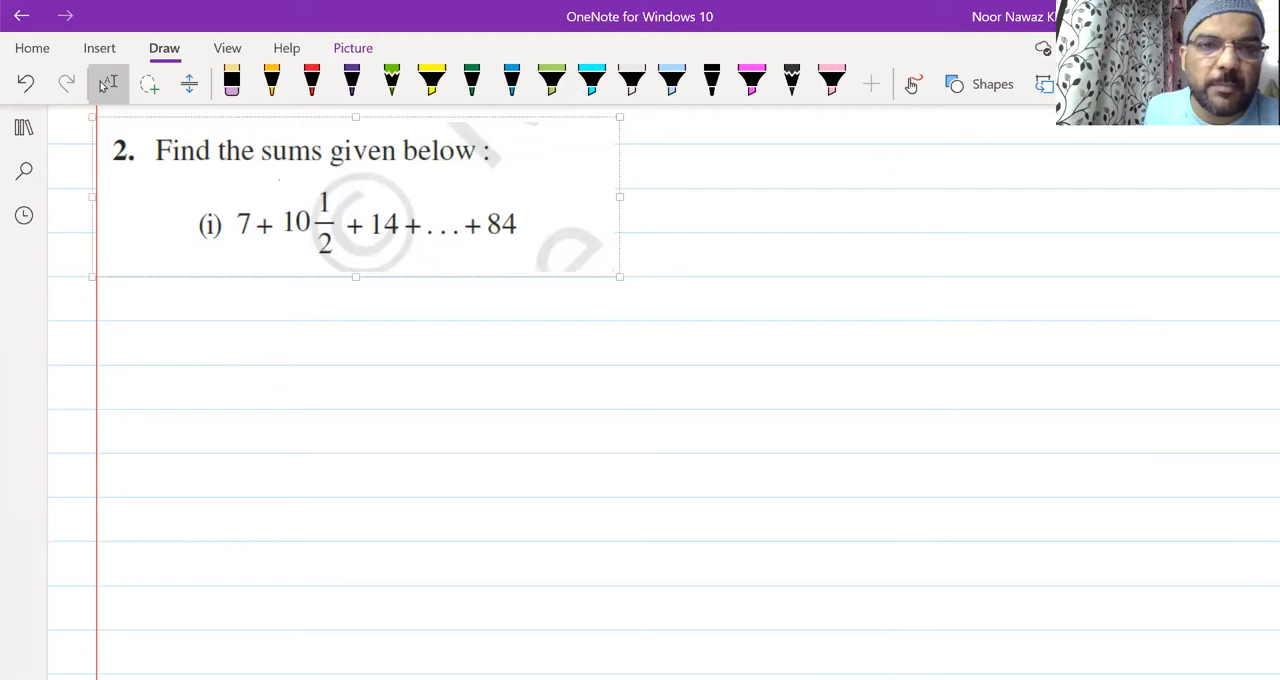 OneNote for Windows 10
Noor Nawaz K
Home Insert Draw View Help Picture
Shapes
2. Find the sums given below :
(i) 7 + 10 1/2 + 14 + . . . + 84